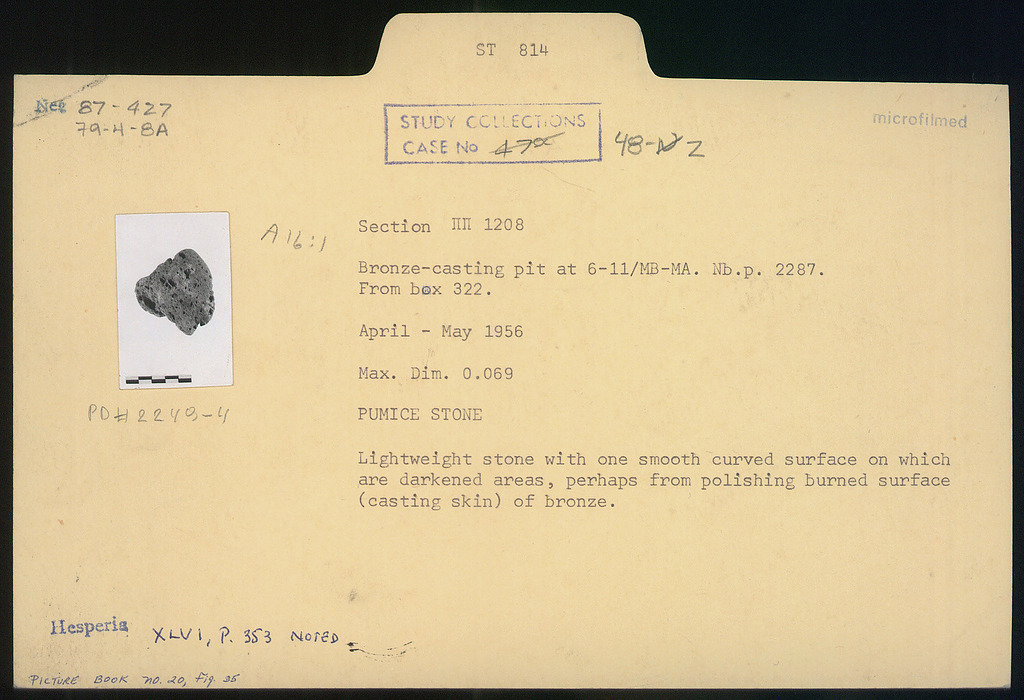 ST 814
Neg 87-427
79-4-8A
STUDY COLLECTIONS
CASE No
48- Z
microfilmed
A16:1
Section ΠΠ 1208
Bronze-casting pit at 6-11/MB-MA. Nb.p. 2287.
From box 322.
April - May 1956
Max. Dim. 0.069
PD# 2249-4
PUMICE STONE
Lightweight stone with one smooth curved surface on which
are darkened areas, perhaps from polishing burned surface
(casting skin) of bronze.
Hesperia XLVI, P. 353 NOTED
PICTURE BOOK no. 20, Fig. 35